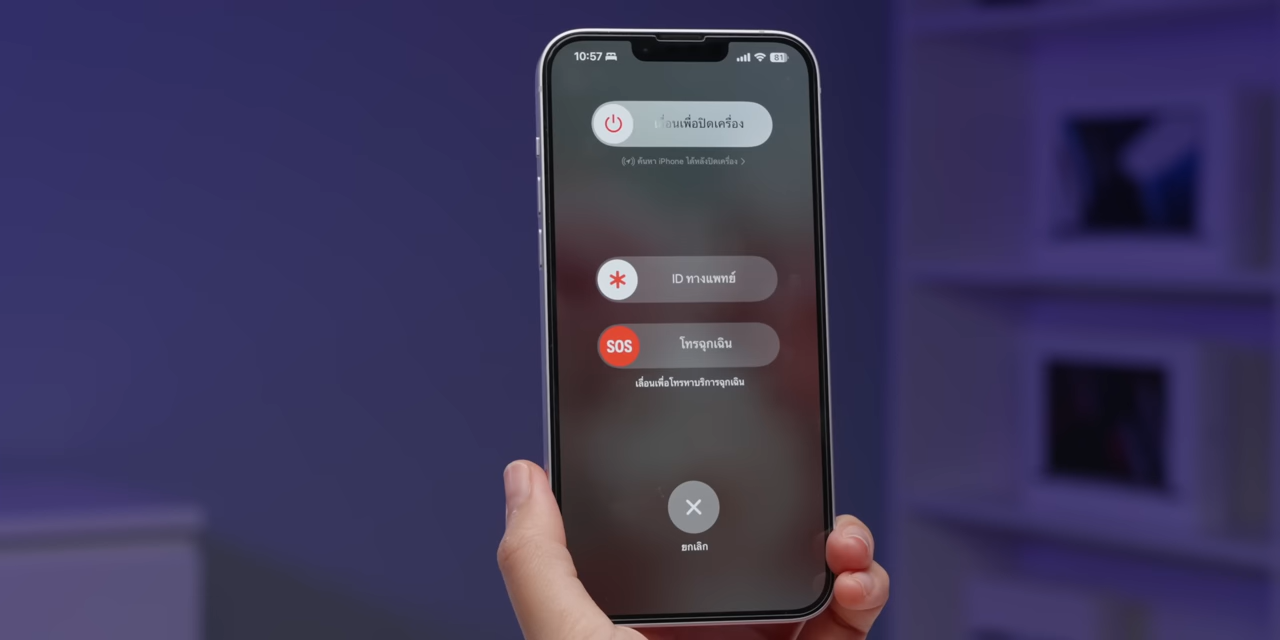 10:57
81
เลื่อนเพื่อปิดเครื่อง
ค้นหา iPhone ได้หลังปิดเครื่อง
ID ทางแพทย์
SOS
โทรฉุกเฉิน
เลื่อนเพื่อโทรหาบริการฉุกเฉิน
ยกเลิก